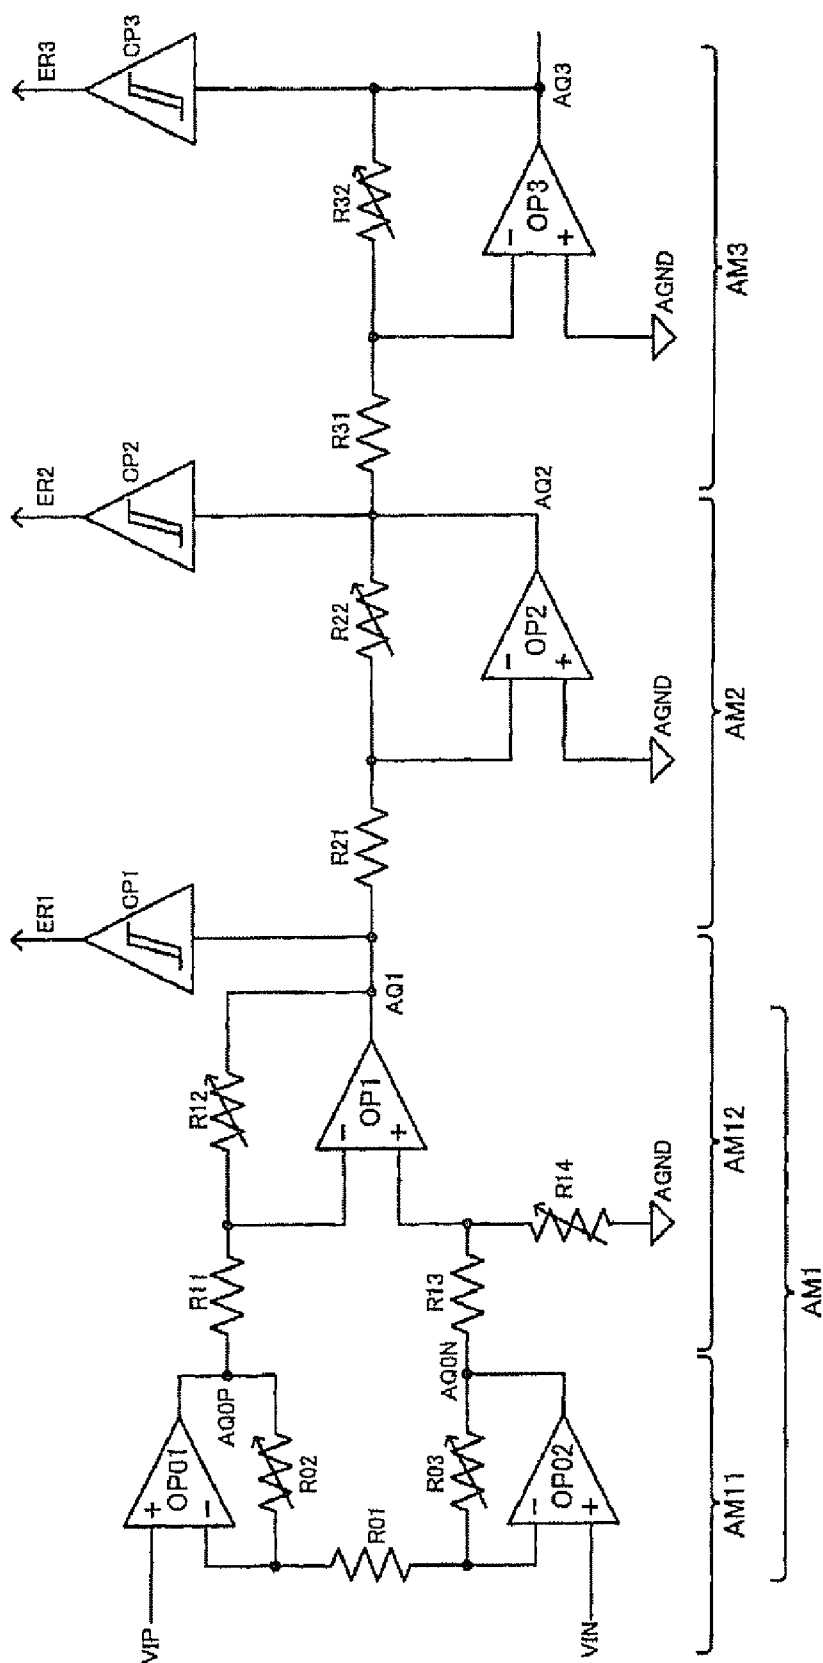 ER1
ER2
ER3
CP1
CP2
CP3
R12
R11
R22
R32
R21
R31
AQ1
AQ2
AQ3
VIP
+
OP01
−
AQ0P
R02
R01
−
OP1
+
−
OP2
+
−
OP3
+
R03
AQ0N
R13
R14
AGND
AGND
AGND
VIN
−
OP02
+
AM11
AM12
AM2
AM3
AM1